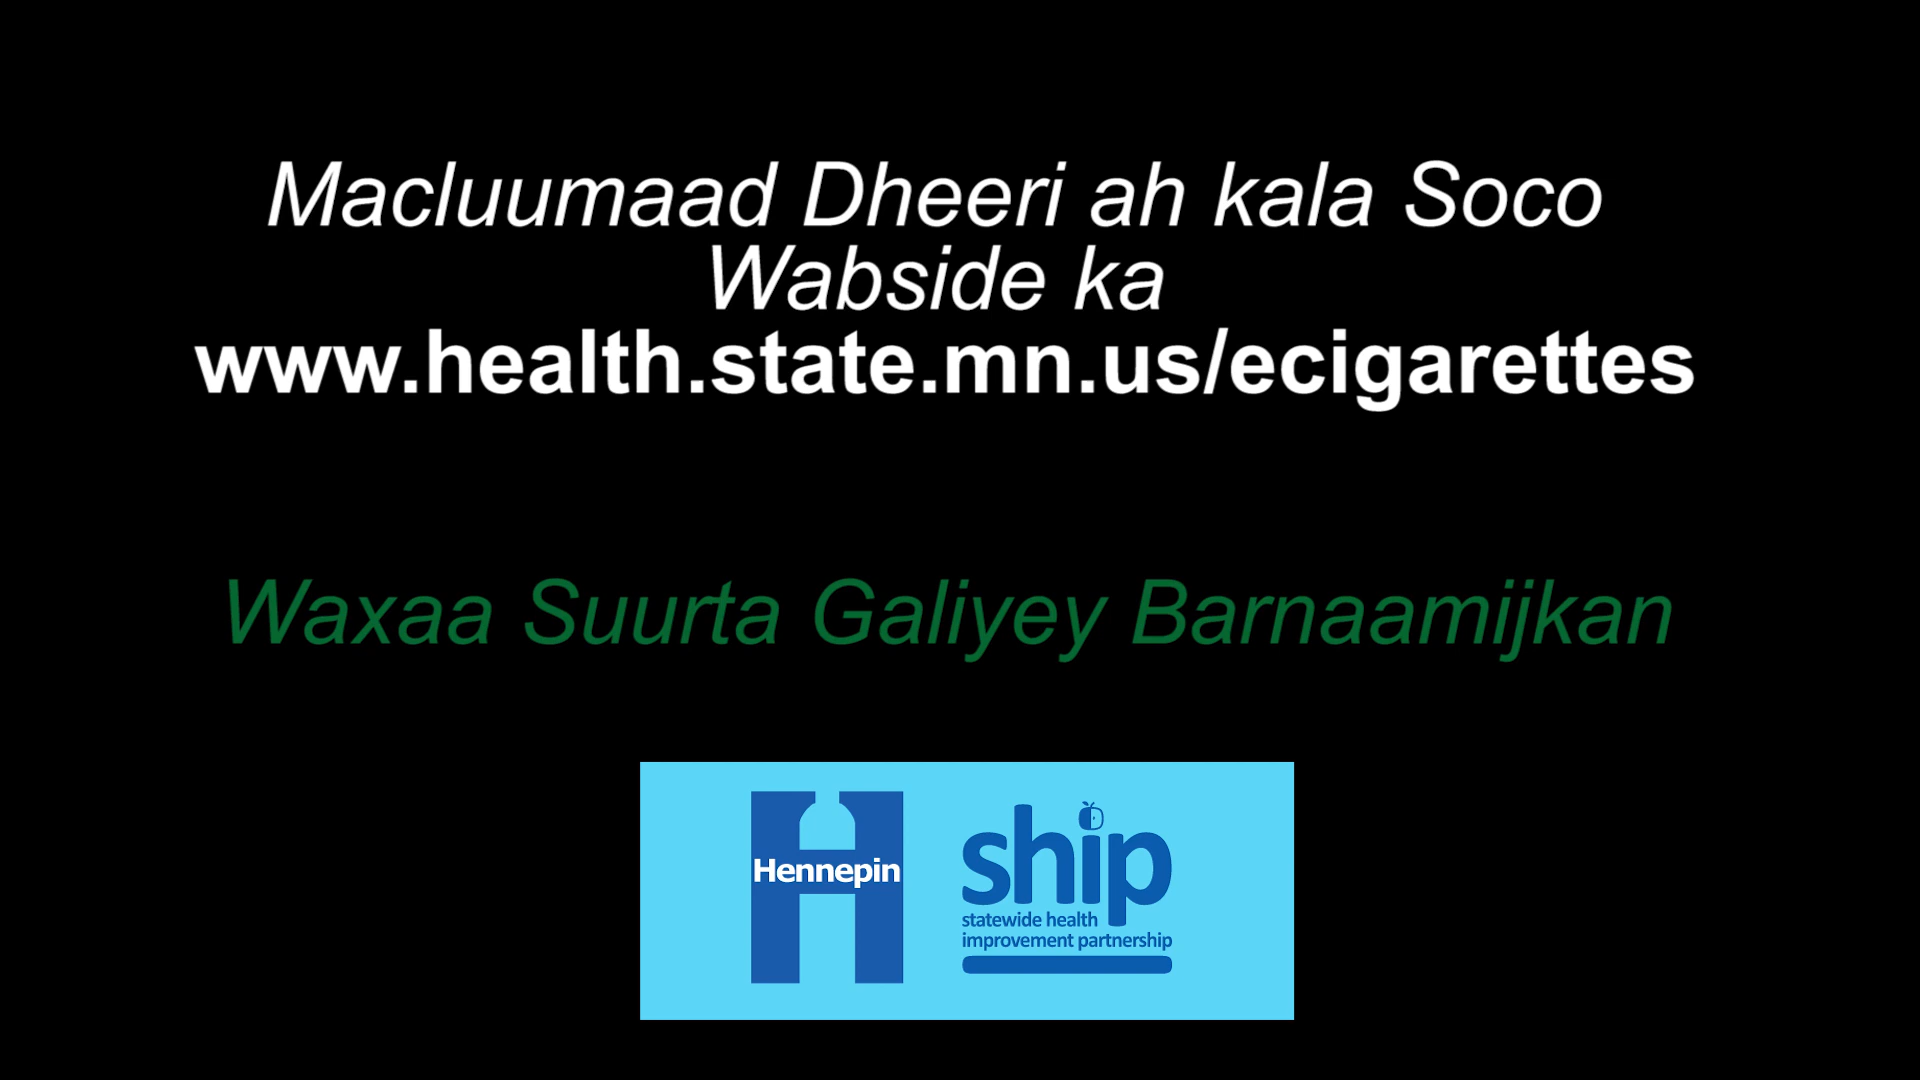 Macluumaad Dheeri ah kala Soco
Wabside ka
www.health.state.mn.us/ecigarettes
Waxaa Suurta Galiyey Barnaamijkan
Hennepin
ship
statewide health
improvement partnership